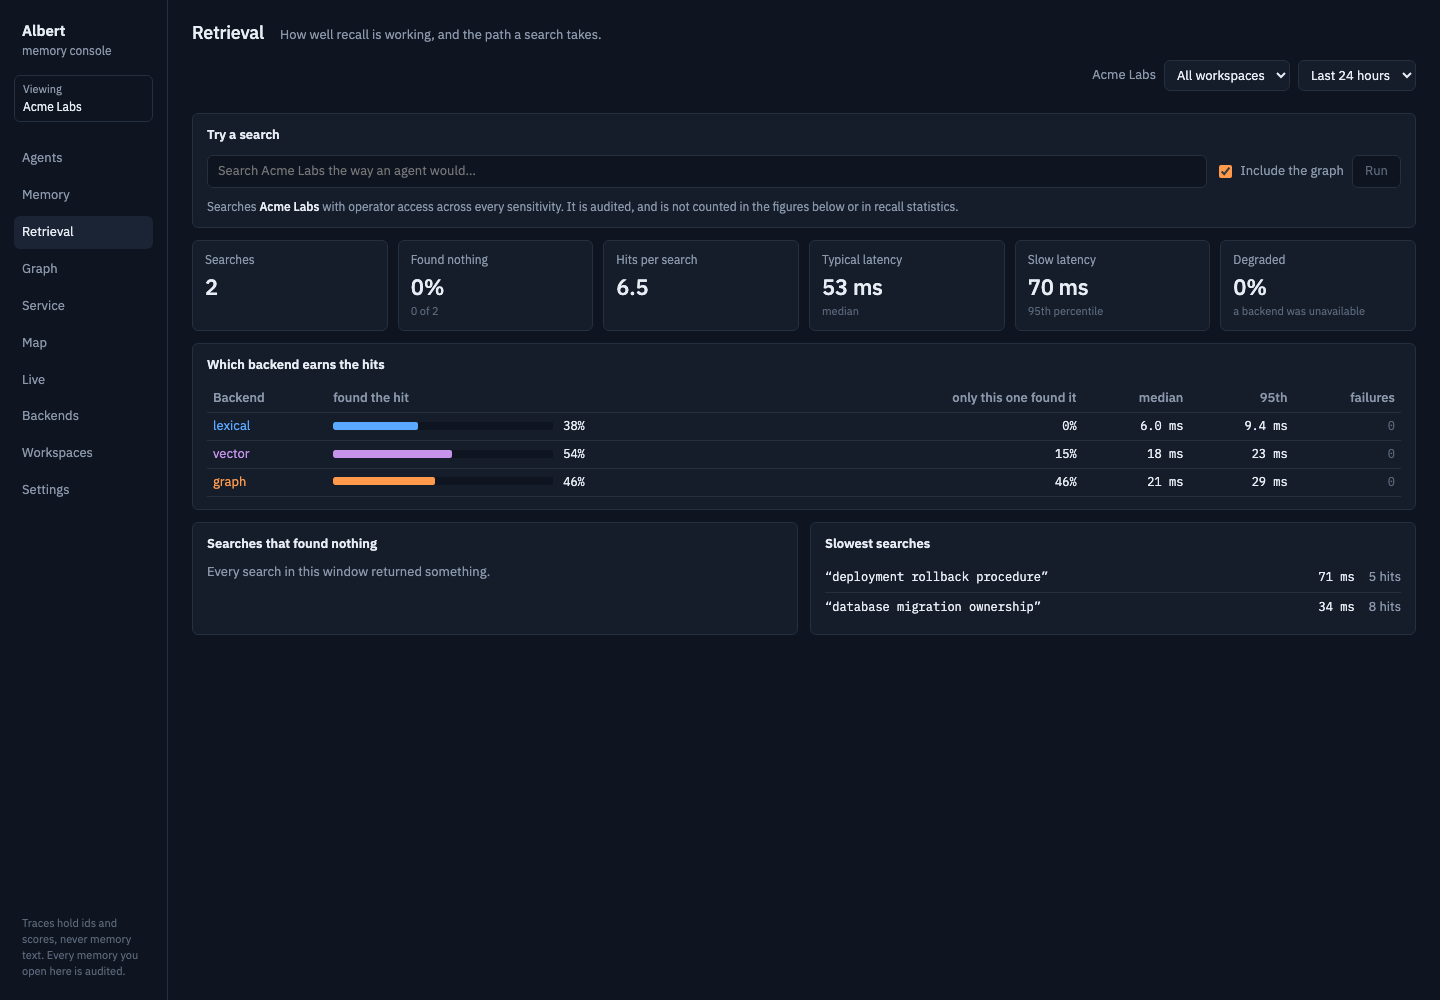 Albert
memory console
Viewing
Acme Labs
Agents
Memory
Retrieval
Graph
Service
Map
Live
Backends
Workspaces
Settings
Traces hold ids and
scores, never memory
text. Every memory you
open here is audited.
Retrieval How well recall is working, and the path a search takes.
Acme Labs All workspaces Last 24 hours
Try a search
Search Acme Labs the way an agent would... Include the graph Run
Searches Acme Labs with operator access across every sensitivity. It is audited, and is not counted in the figures below or in recall statistics.
Searches
2
Found nothing
0%
0 of 2
Hits per search
6.5
Typical latency
53 ms
median
Slow latency
70 ms
95th percentile
Degraded
0%
a backend was unavailable
Which backend earns the hits
Backend found the hit only this one found it median 95th failures
lexical 38% 0% 6.0 ms 9.4 ms 0
vector 54% 15% 18 ms 23 ms 0
graph 46% 46% 21 ms 29 ms 0
Searches that found nothing
Every search in this window returned something.
Slowest searches
“deployment rollback procedure” 71 ms 5 hits
“database migration ownership” 34 ms 8 hits